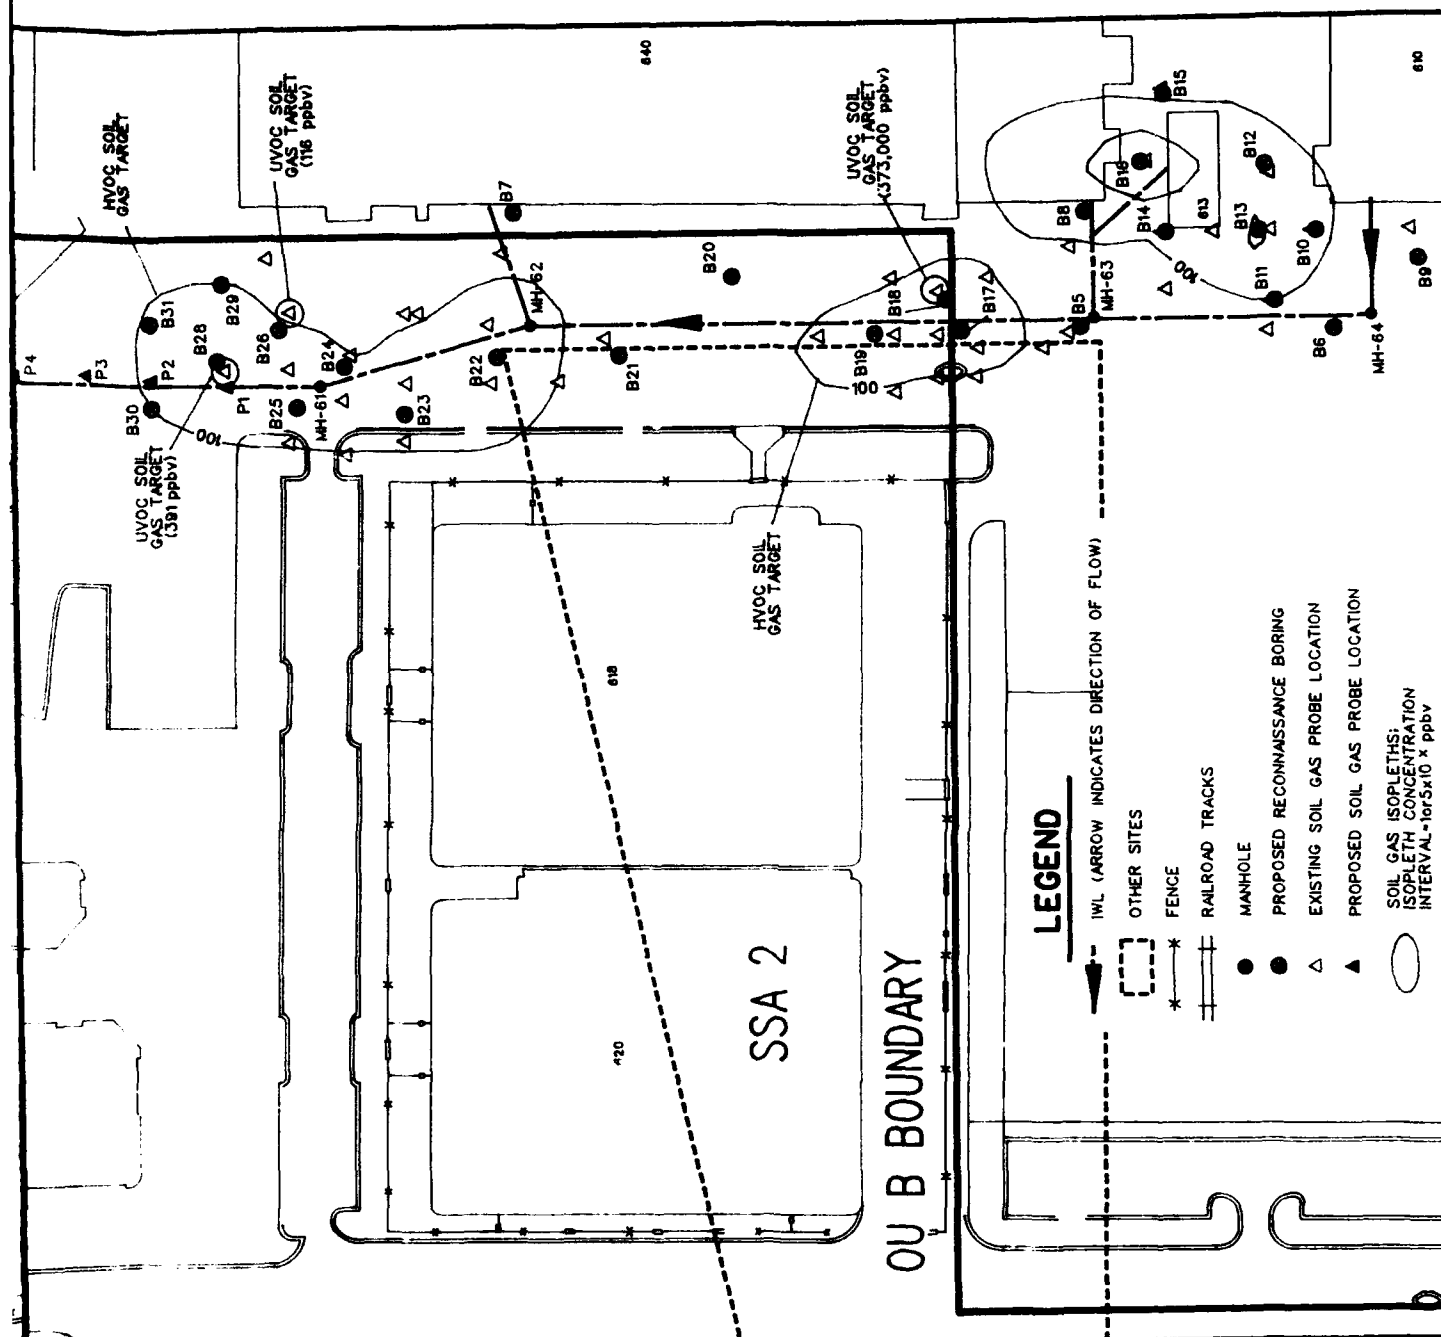 640
610
HVOC SOIL
GAS TARGET
UVOC SOIL
GAS TARGET
(116 ppbv)
UVOC SOIL
GAS TARGET
(373,000 ppbv)
B15
B16
B12
B7
B8
B14
613
B13
B10
B9
B20
B31
B29
B28
B26
B24
P4
P3
P2
P1
B30
B25
MH-61
B23
MH-62
B22
B21
B18
B17
B19
B5
MH-63
B11
B6
MH-64
100
100
100
UVOC SOIL
GAS TARGET
(391 ppbv)
HVOC SOIL
GAS TARGET
618
SSA 2
OU B BOUNDARY
LEGEND
IWL (ARROW INDICATES DIRECTION OF FLOW)
OTHER SITES
FENCE
RAILROAD TRACKS
MANHOLE
PROPOSED RECONNAISSANCE BORING
EXISTING SOIL GAS PROBE LOCATION
PROPOSED SOIL GAS PROBE LOCATION
SOIL GAS ISOPLETHS:
ISOPLETH CONCENTRATION
INTERVAL=1or5x10 x ppbv